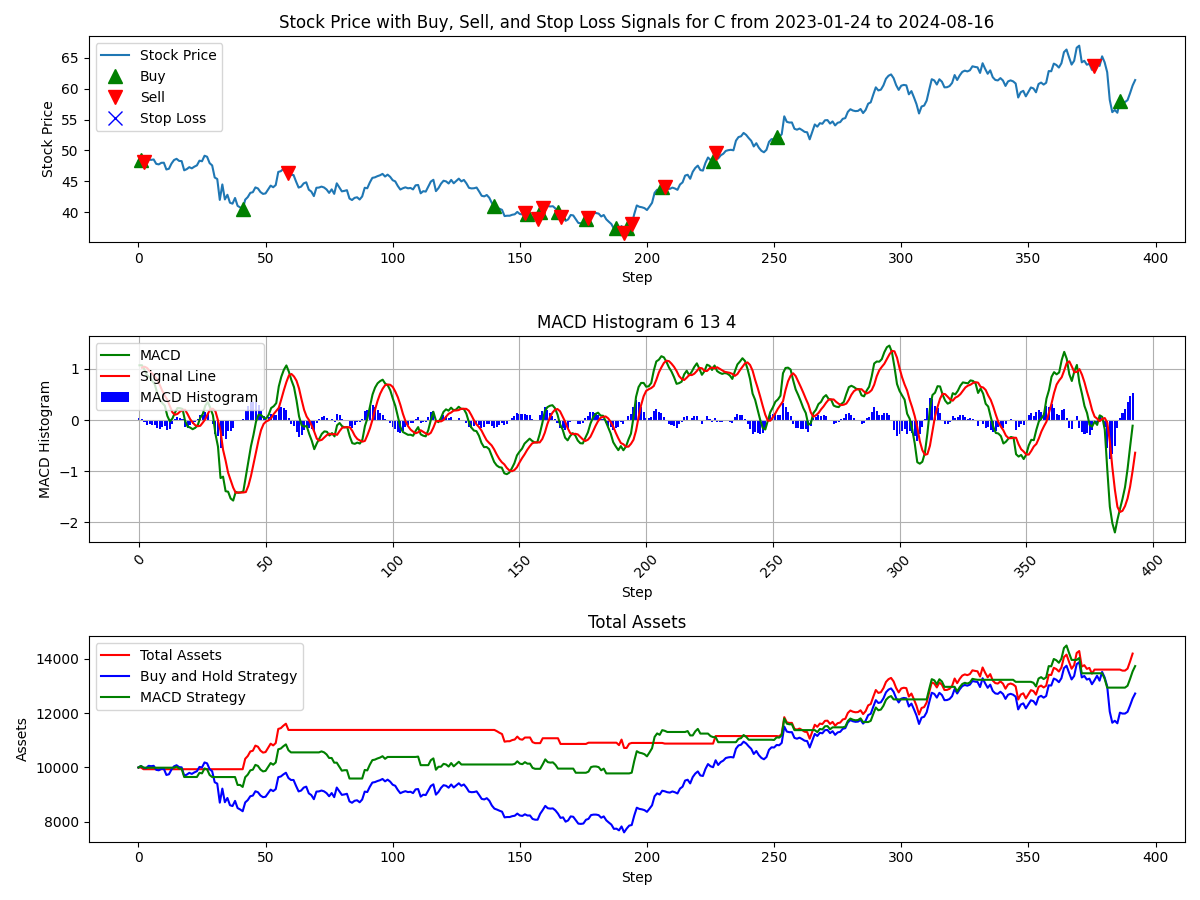 Stock Price with Buy, Sell, and Stop Loss Signals for C from 2023-01-24 to 2024-08-16
Stock Price
65
60
55
50
45
40
Stock Price
Buy
Sell
Stop Loss
0 50 100 150 200 250 300 350 400
Step
MACD Histogram 6 13 4
MACD Histogram
1
0
−1
−2
MACD
Signal Line
MACD Histogram
0 50 100 150 200 250 300 350 400
Step
Total Assets
Assets
14000
12000
10000
8000
Total Assets
Buy and Hold Strategy
MACD Strategy
0 50 100 150 200 250 300 350 400
Step